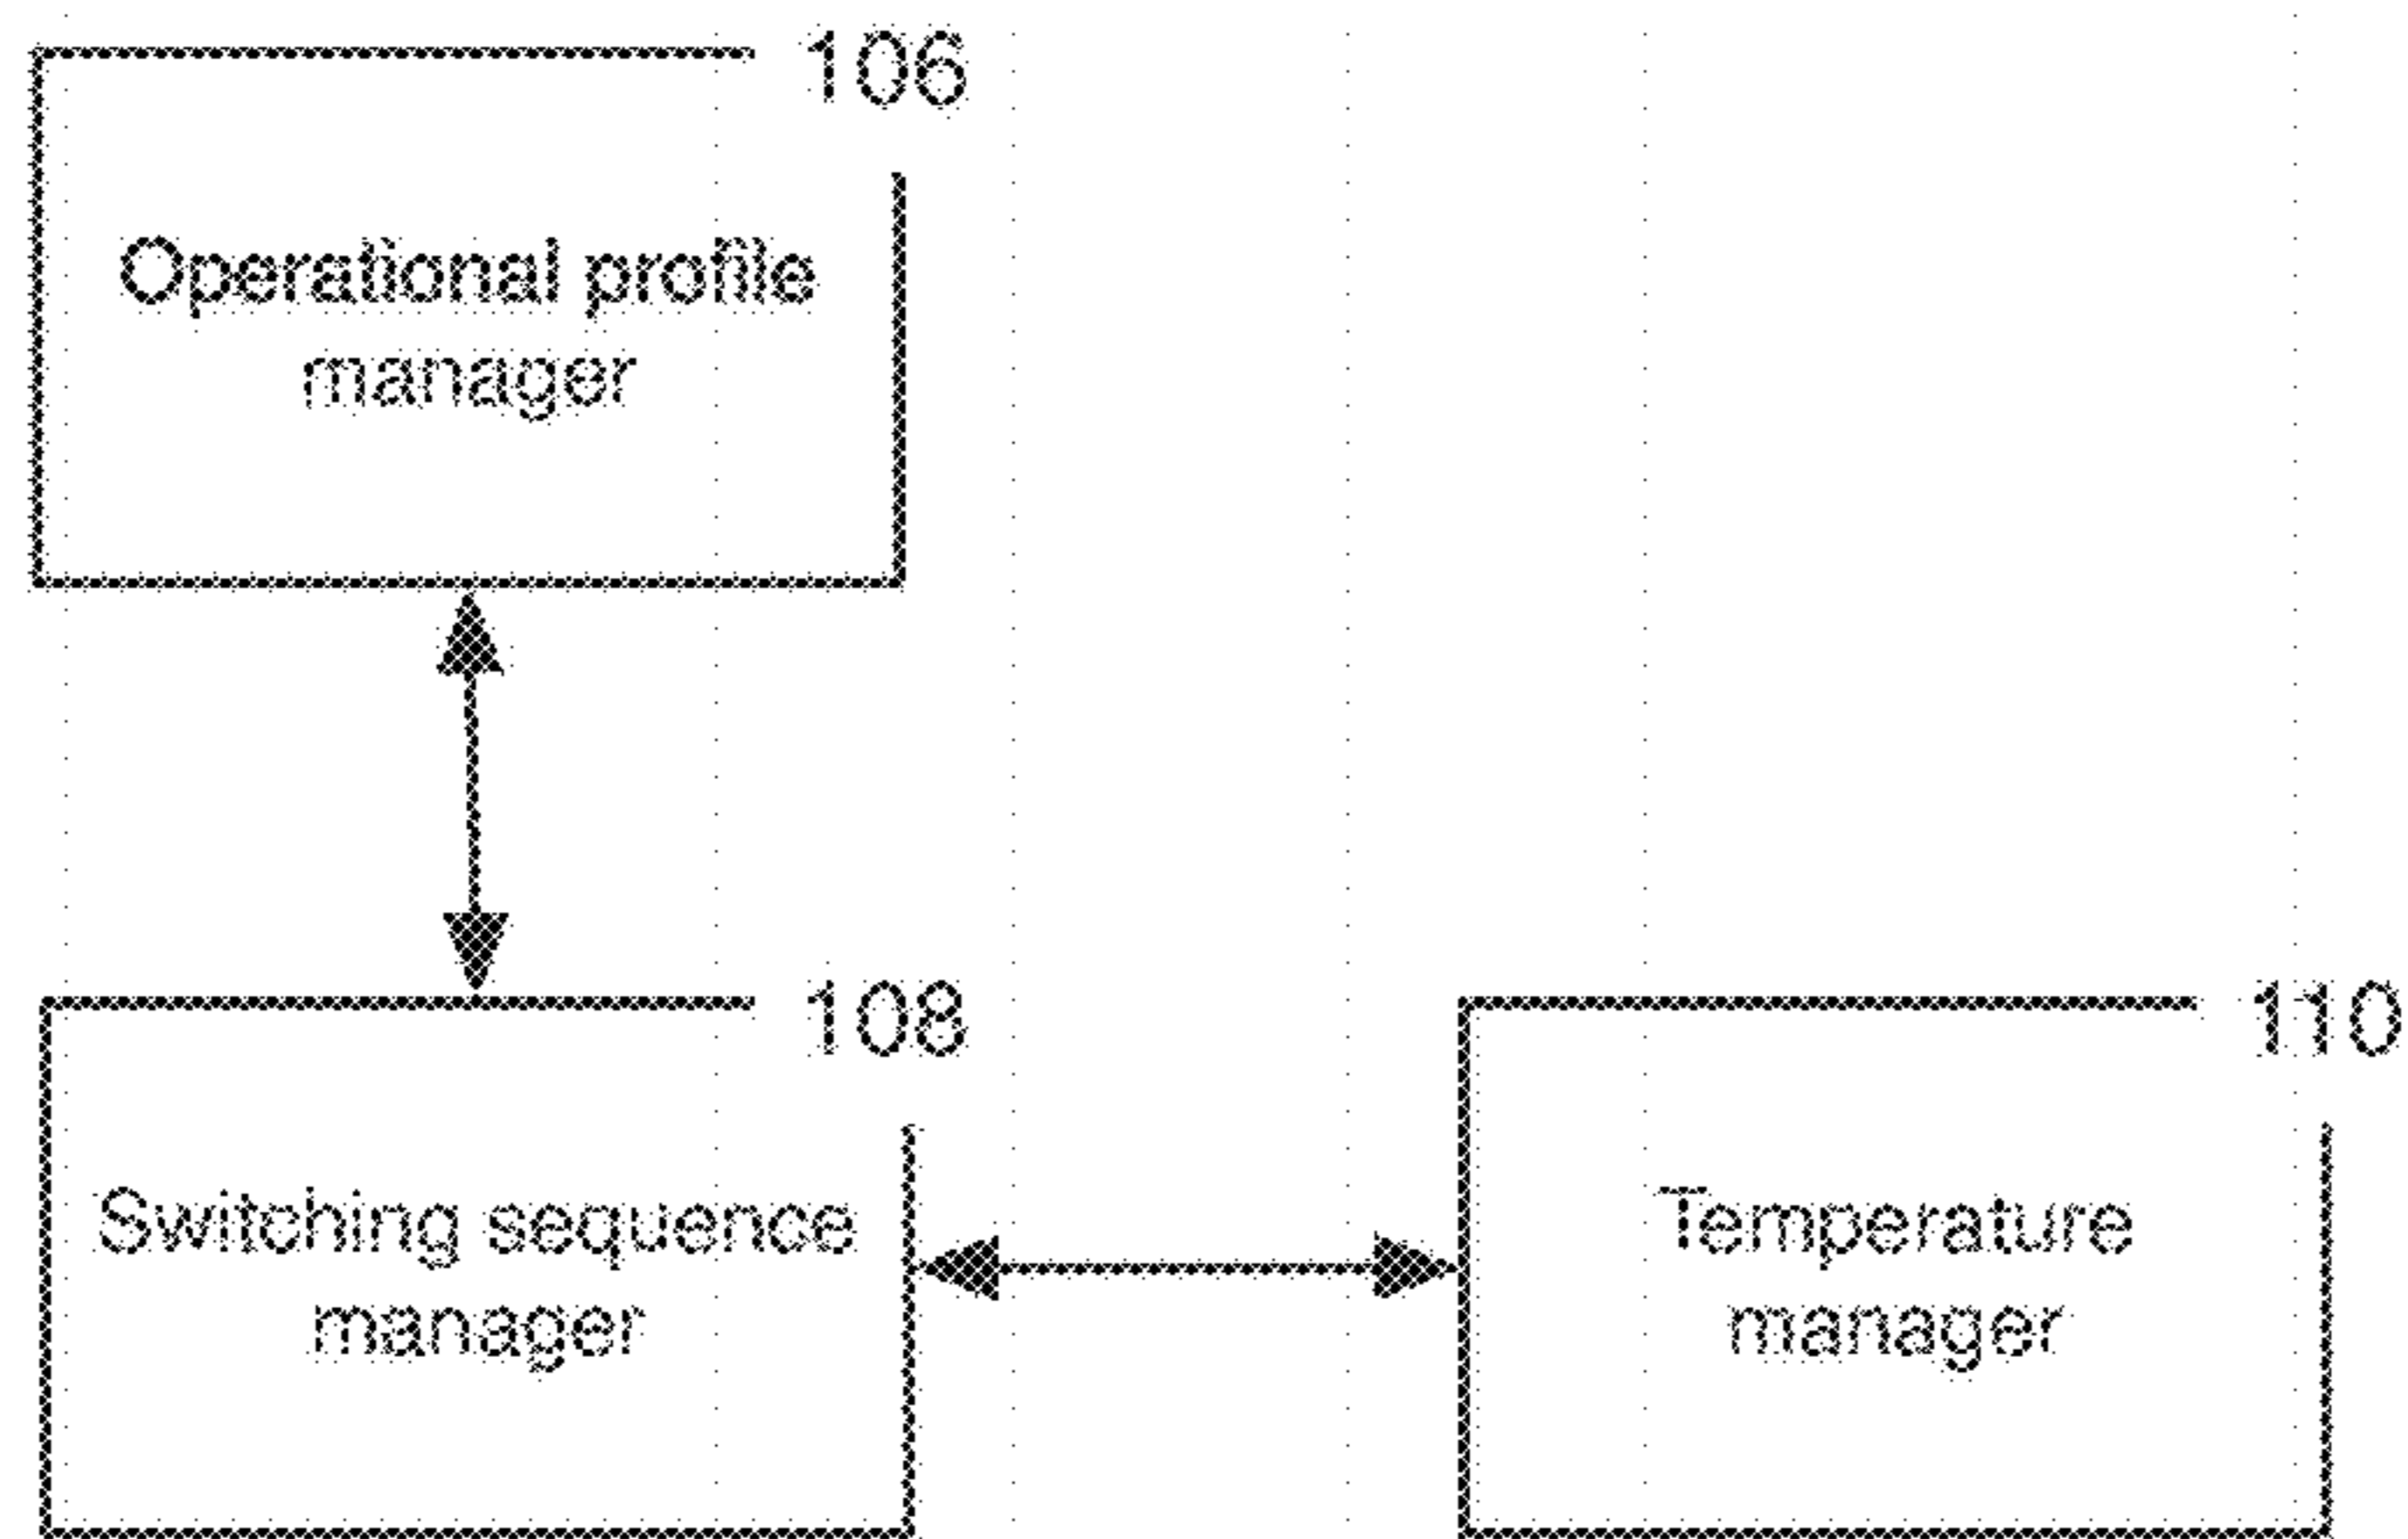 106
Operational profile
manager
108
110
Switching sequence
manager
Temperature
manager